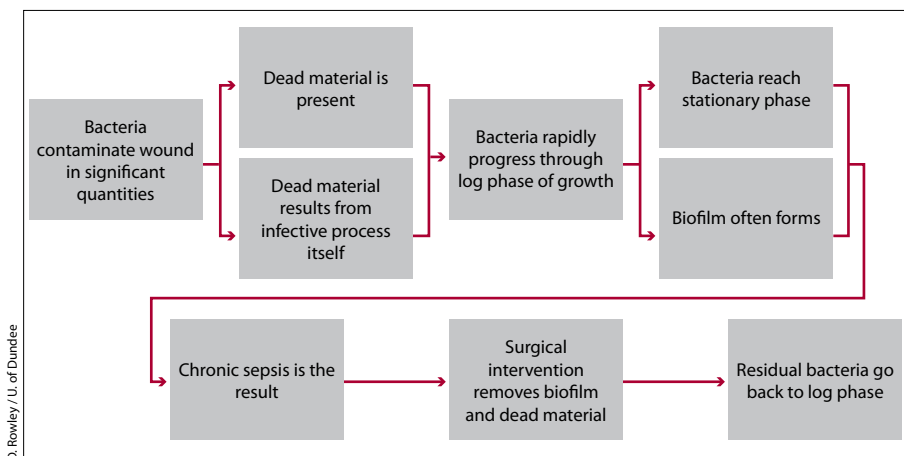 Bacteria
contaminate wound
in significant
quantities
Dead material is
present
Dead material
results from
infective process
itself
Bacteria rapidly
progress through
log phase of growth
Bacteria reach
stationary phase
Biofilm often forms
Chronic sepsis is the
result
Surgical
intervention
removes biofilm
and dead material
Residual bacteria go
back to log phase
D. Rowley / U. of Dundee